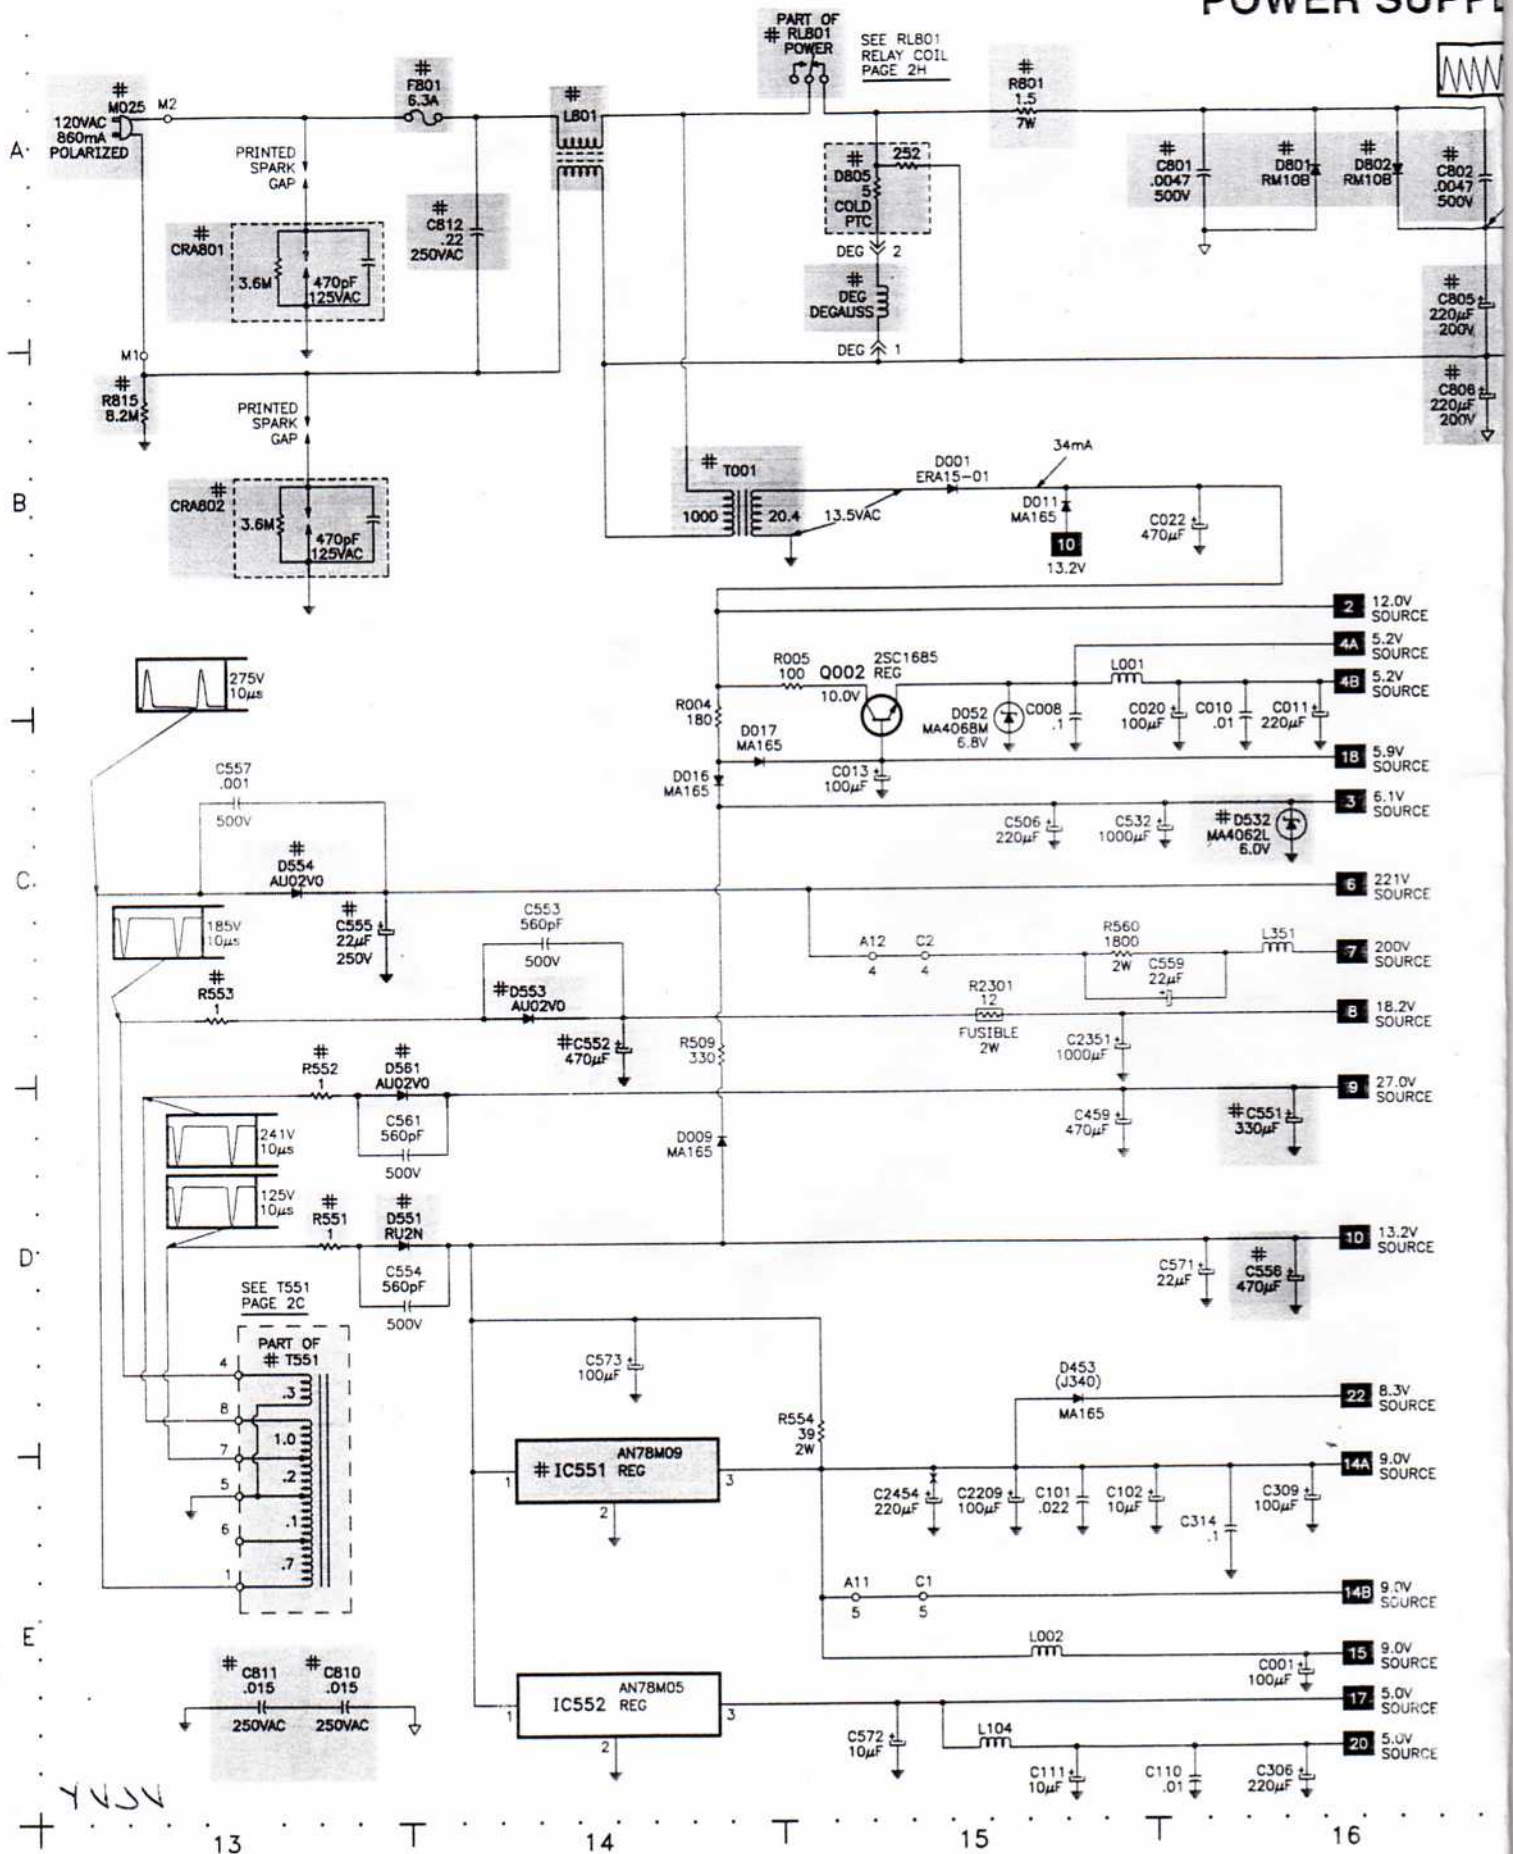 POWER SUPPL
PART OF
# RL801
POWER
SEE RL801
RELAY COIL
PAGE 2H
#
M025
M2
120VAC
860mA
POLARIZED
#
F801
6.3A
#
L801
#
R801
1.5
7W
A
PRINTED
SPARK
GAP
#
C812
.22
250VAC
#
D805
5
COLD
PTC
252
DEG
2
#
DEG
DEGAUSS
DEG
1
#
C801
.0047
500V
#
D801
RM10B
#
D802
RM10B
#
C802
.0047
500V
#
CRA801
3.6M
470pF
125VAC
#
C805
220µF
200V
M1
#
R815
8.2M
PRINTED
SPARK
GAP
#
C806
220µF
200V
B
#
CRA802
3.6M
470pF
125VAC
# T001
1000
20.4
13.5VAC
D001
ERA15-01
34mA
D011
MA165
10
13.2V
C022
470µF
2
12.0V
SOURCE
4A
5.2V
SOURCE
4B
5.2V
SOURCE
275V
10µs
R005
100
Q002
2SC1685
REG
10.0V
R004
180
D052
MA4068M
6.8V
C008
.1
L001
C020
100µF
C010
.01
C011
220µF
D017
MA165
18
5.9V
SOURCE
D016
MA165
C013
100µF
3
6.1V
SOURCE
C557
.001
500V
C506
220µF
C532
1000µF
# D532
MA4062L
6.0V
C
#
D554
AU02V0
6
221V
SOURCE
185V
10µs
#
C555
22µF
250V
C553
560pF
500V
A12
4
C2
4
R560
1800
2W
C559
22µF
L351
7
200V
SOURCE
#
R553
1
#D553
AU02V0
R2301
12
FUSIBLE
2W
8
18.2V
SOURCE
#C552
470µF
R509
330
C2351
1000µF
#
R552
1
#
D561
AU02V0
9
27.0V
SOURCE
C561
560pF
500V
241V
10µs
D009
MA165
C459
470µF
#C551
330µF
125V
10µs
#
R551
1
#
D551
RU2N
10
13.2V
SOURCE
D
C554
560pF
500V
C571
22µF
#
C556
470µF
SEE T551
PAGE 2C
PART OF
# T551
4
.3
8
1.0
7
.2
5
.1
6
.7
1
C573
100µF
D453
(J340)
MA165
22
8.3V
SOURCE
R554
39
2W
1
# IC551
AN78M09
REG
3
2
14A
9.0V
SOURCE
C2454
220µF
C2209
100µF
C101
.022
C102
10µF
C314
.1
C309
100µF
A11
5
C1
5
14B
9.0V
SOURCE
E
L002
15
9.0V
SOURCE
C001
100µF
#
C811
.015
250VAC
#
C810
.015
250VAC
1
IC552
AN78M05
REG
3
2
17
5.0V
SOURCE
C572
10µF
L104
20
5.0V
SOURCE
C111
10µF
C110
.01
C306
220µF
13
14
15
16